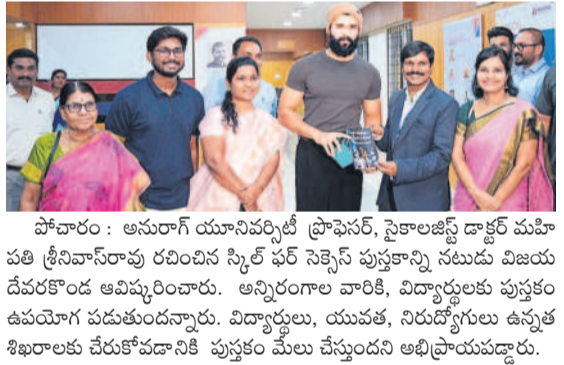 పోచారం : అనురాగ్ యూనివర్సిటీ ప్రొఫెసర్, సైకాలజిస్ట్ డాక్టర్ మహి
పతి శ్రీనివాస్‌రావు రచించిన స్కిల్ ఫర్ సెక్సెస్ పుస్తకాన్ని నటుడు విజయ
దేవరకొండ ఆవిష్కరించారు. అన్నిరంగాల వారికి, విద్యార్థులకు పుస్తకం
ఉపయోగ పడుతుందన్నారు. విద్యార్థులు, యువత, నిరుద్యోగులు ఉన్నత
శిఖరాలకు చేరుకోవడానికి పుస్తకం మేలు చేస్తుందని అభిప్రాయపడ్డారు.